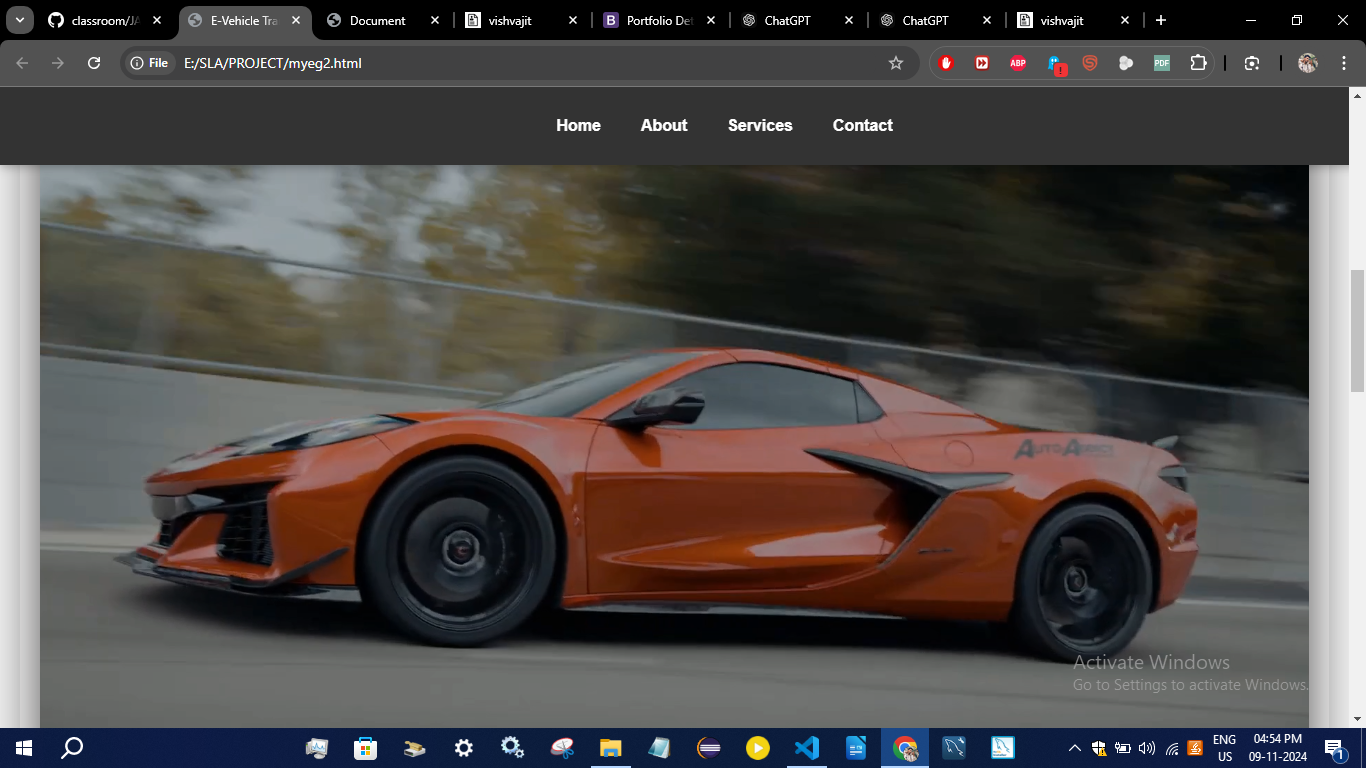 classroom/JA
E-Vehicle Tra
Document
vishvajit
Portfolio Det
ChatGPT
ChatGPT
vishvajit
File
E:/SLA/PROJECT/myeg2.html
ABP
PDF
Home
About
Services
Contact
Activate Windows
Go to Settings to activate Windows.
ENG
US
04:54 PM
09-11-2024
1